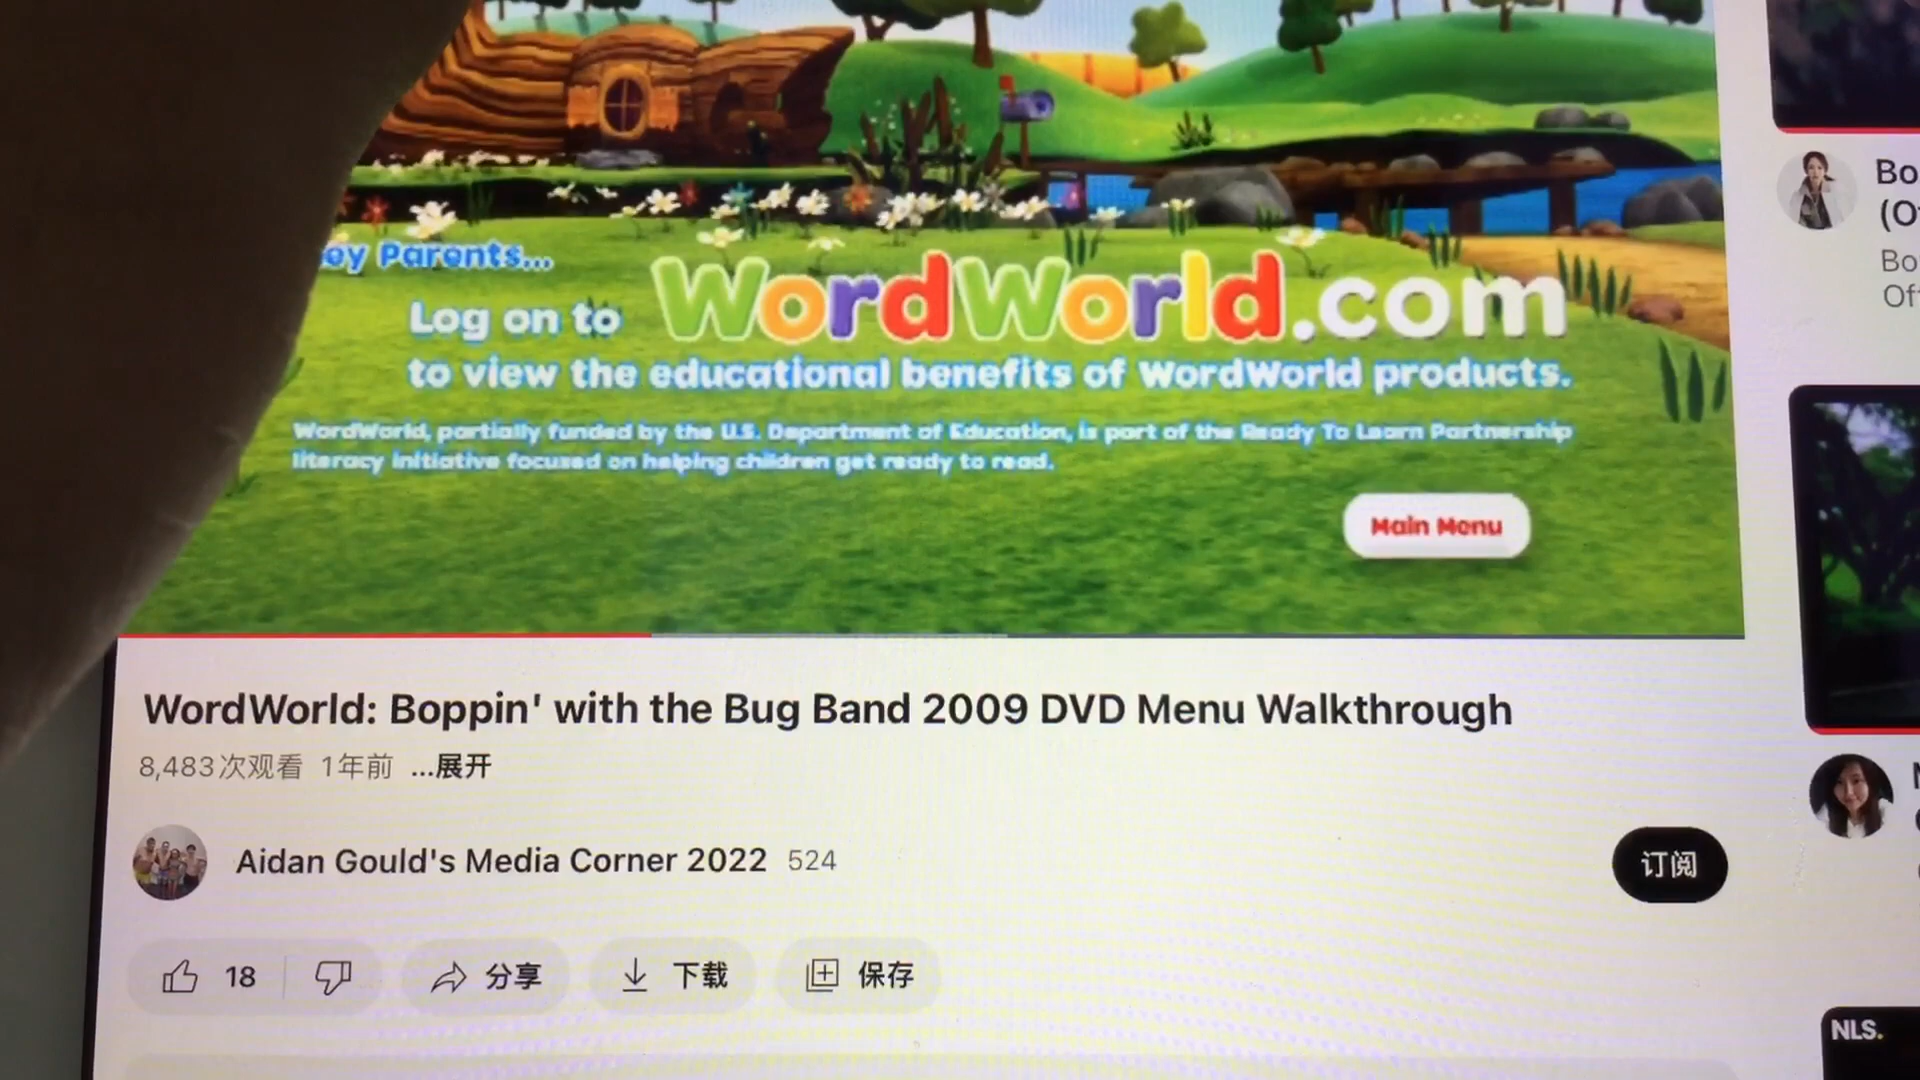 ey Parents...
Log on to WordWorld.com
to view the educational benefits of WordWorld products.
WordWorld, partially funded by the U.S. Department of Education, is part of the Ready To Learn Partnership
literacy initiative focused on helping children get ready to read.
Main Menu
WordWorld: Boppin' with the Bug Band 2009 DVD Menu Walkthrough
8,483次观看 1年前 ...展开
Aidan Gould's Media Corner 2022 524
订阅
18 分享 下载 保存
Bo
(O
Bo
Of
NLS.